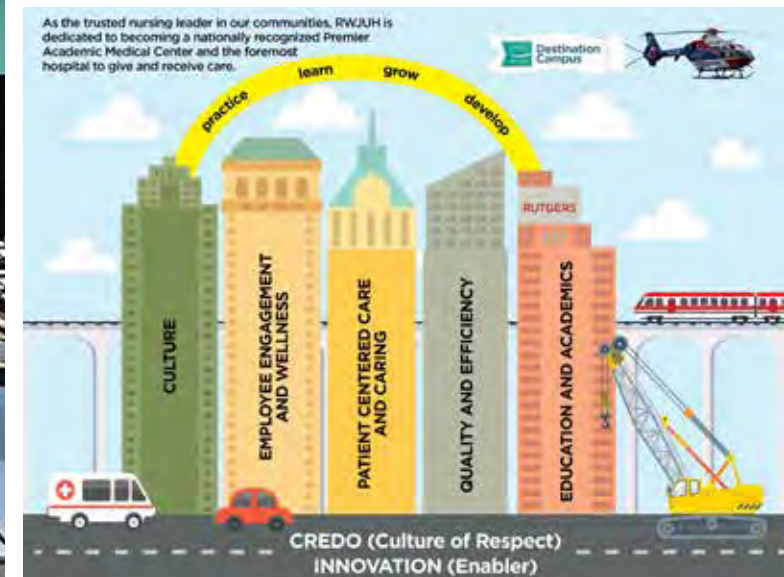 As the trusted nursing leader in our communities, RWJUH is
dedicated to becoming a nationally recognized Premier
Academic Medical Center and the foremost
hospital to give and receive care.
Destination
Campus
practice learn grow develop
RUTGERS
CULTURE
EMPLOYEE ENGAGEMENT
AND WELLNESS
PATIENT CENTERED CARE
AND CARING
QUALITY AND EFFICIENCY
EDUCATION AND ACADEMICS
CREDO (Culture of Respect)
INNOVATION (Enabler)